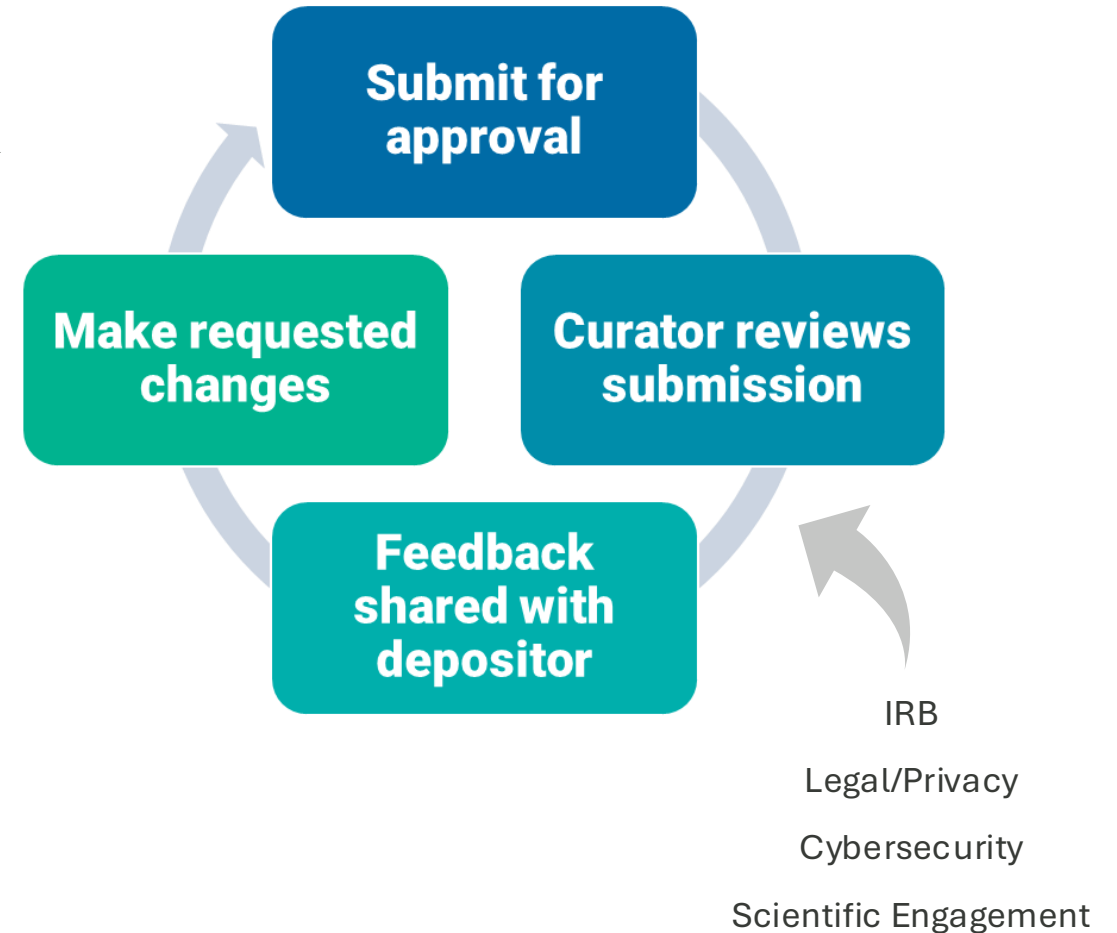 Submit for
approval
Make requested
changes
Curator reviews
submission
Feedback
shared with
depositor
IRB
Legal/Privacy
Cybersecurity
Scientific Engagement